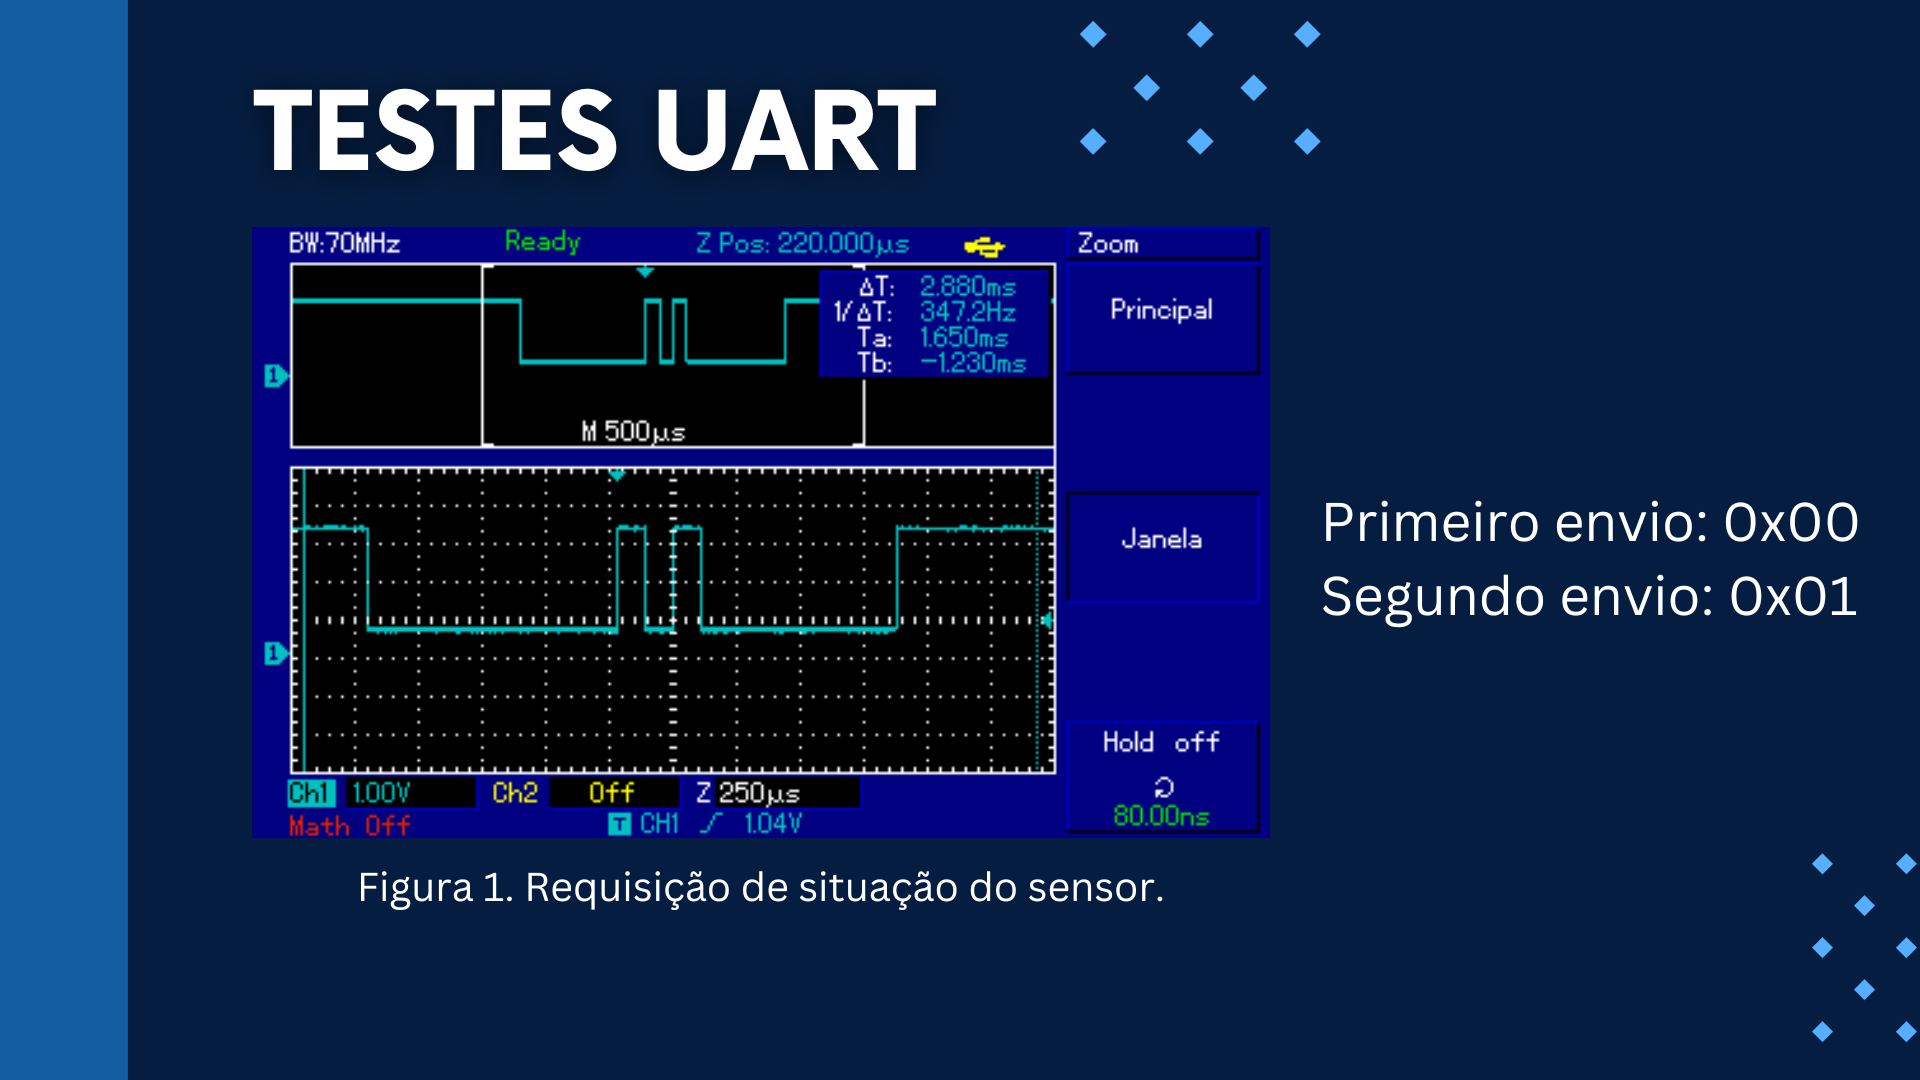 TESTES UART
BW:70MHz Ready Z Pos: 220.000µs Zoom
ΔT: 2.880ms
1/ΔT: 347.2Hz
Ta: 1.650ms
Tb: -1.230ms
Principal
1
M 500µs
Janela
1
Hold off
80.00ns
Ch1 1.00V Ch2 Off Z 250µs
Math Off T CH1 1.04V
Primeiro envio: 0x00
Segundo envio: 0x01
Figura 1. Requisição de situação do sensor.